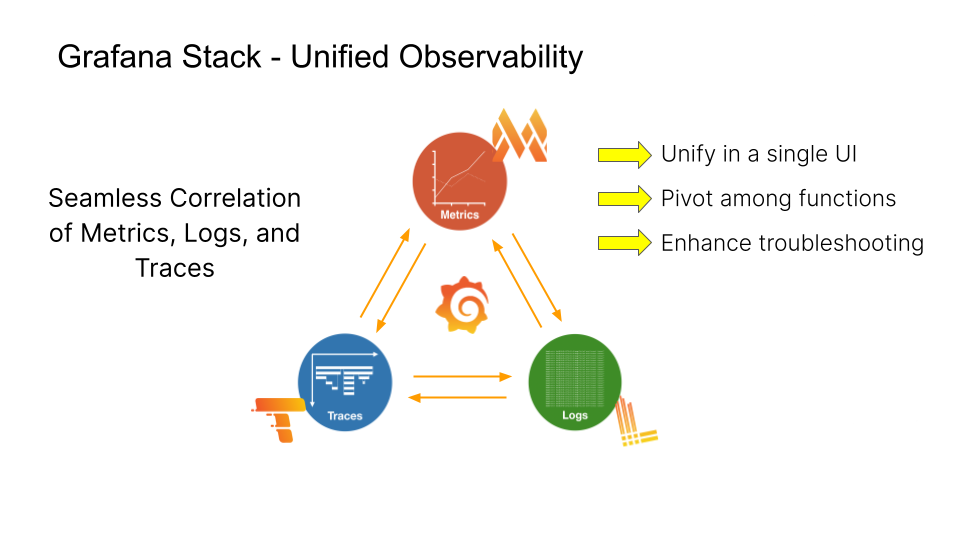 Grafana Stack - Unified Observability
Seamless Correlation
of Metrics, Logs, and
Traces
Metrics
Unify in a single UI
Pivot among functions
Enhance troubleshooting
Traces
Logs